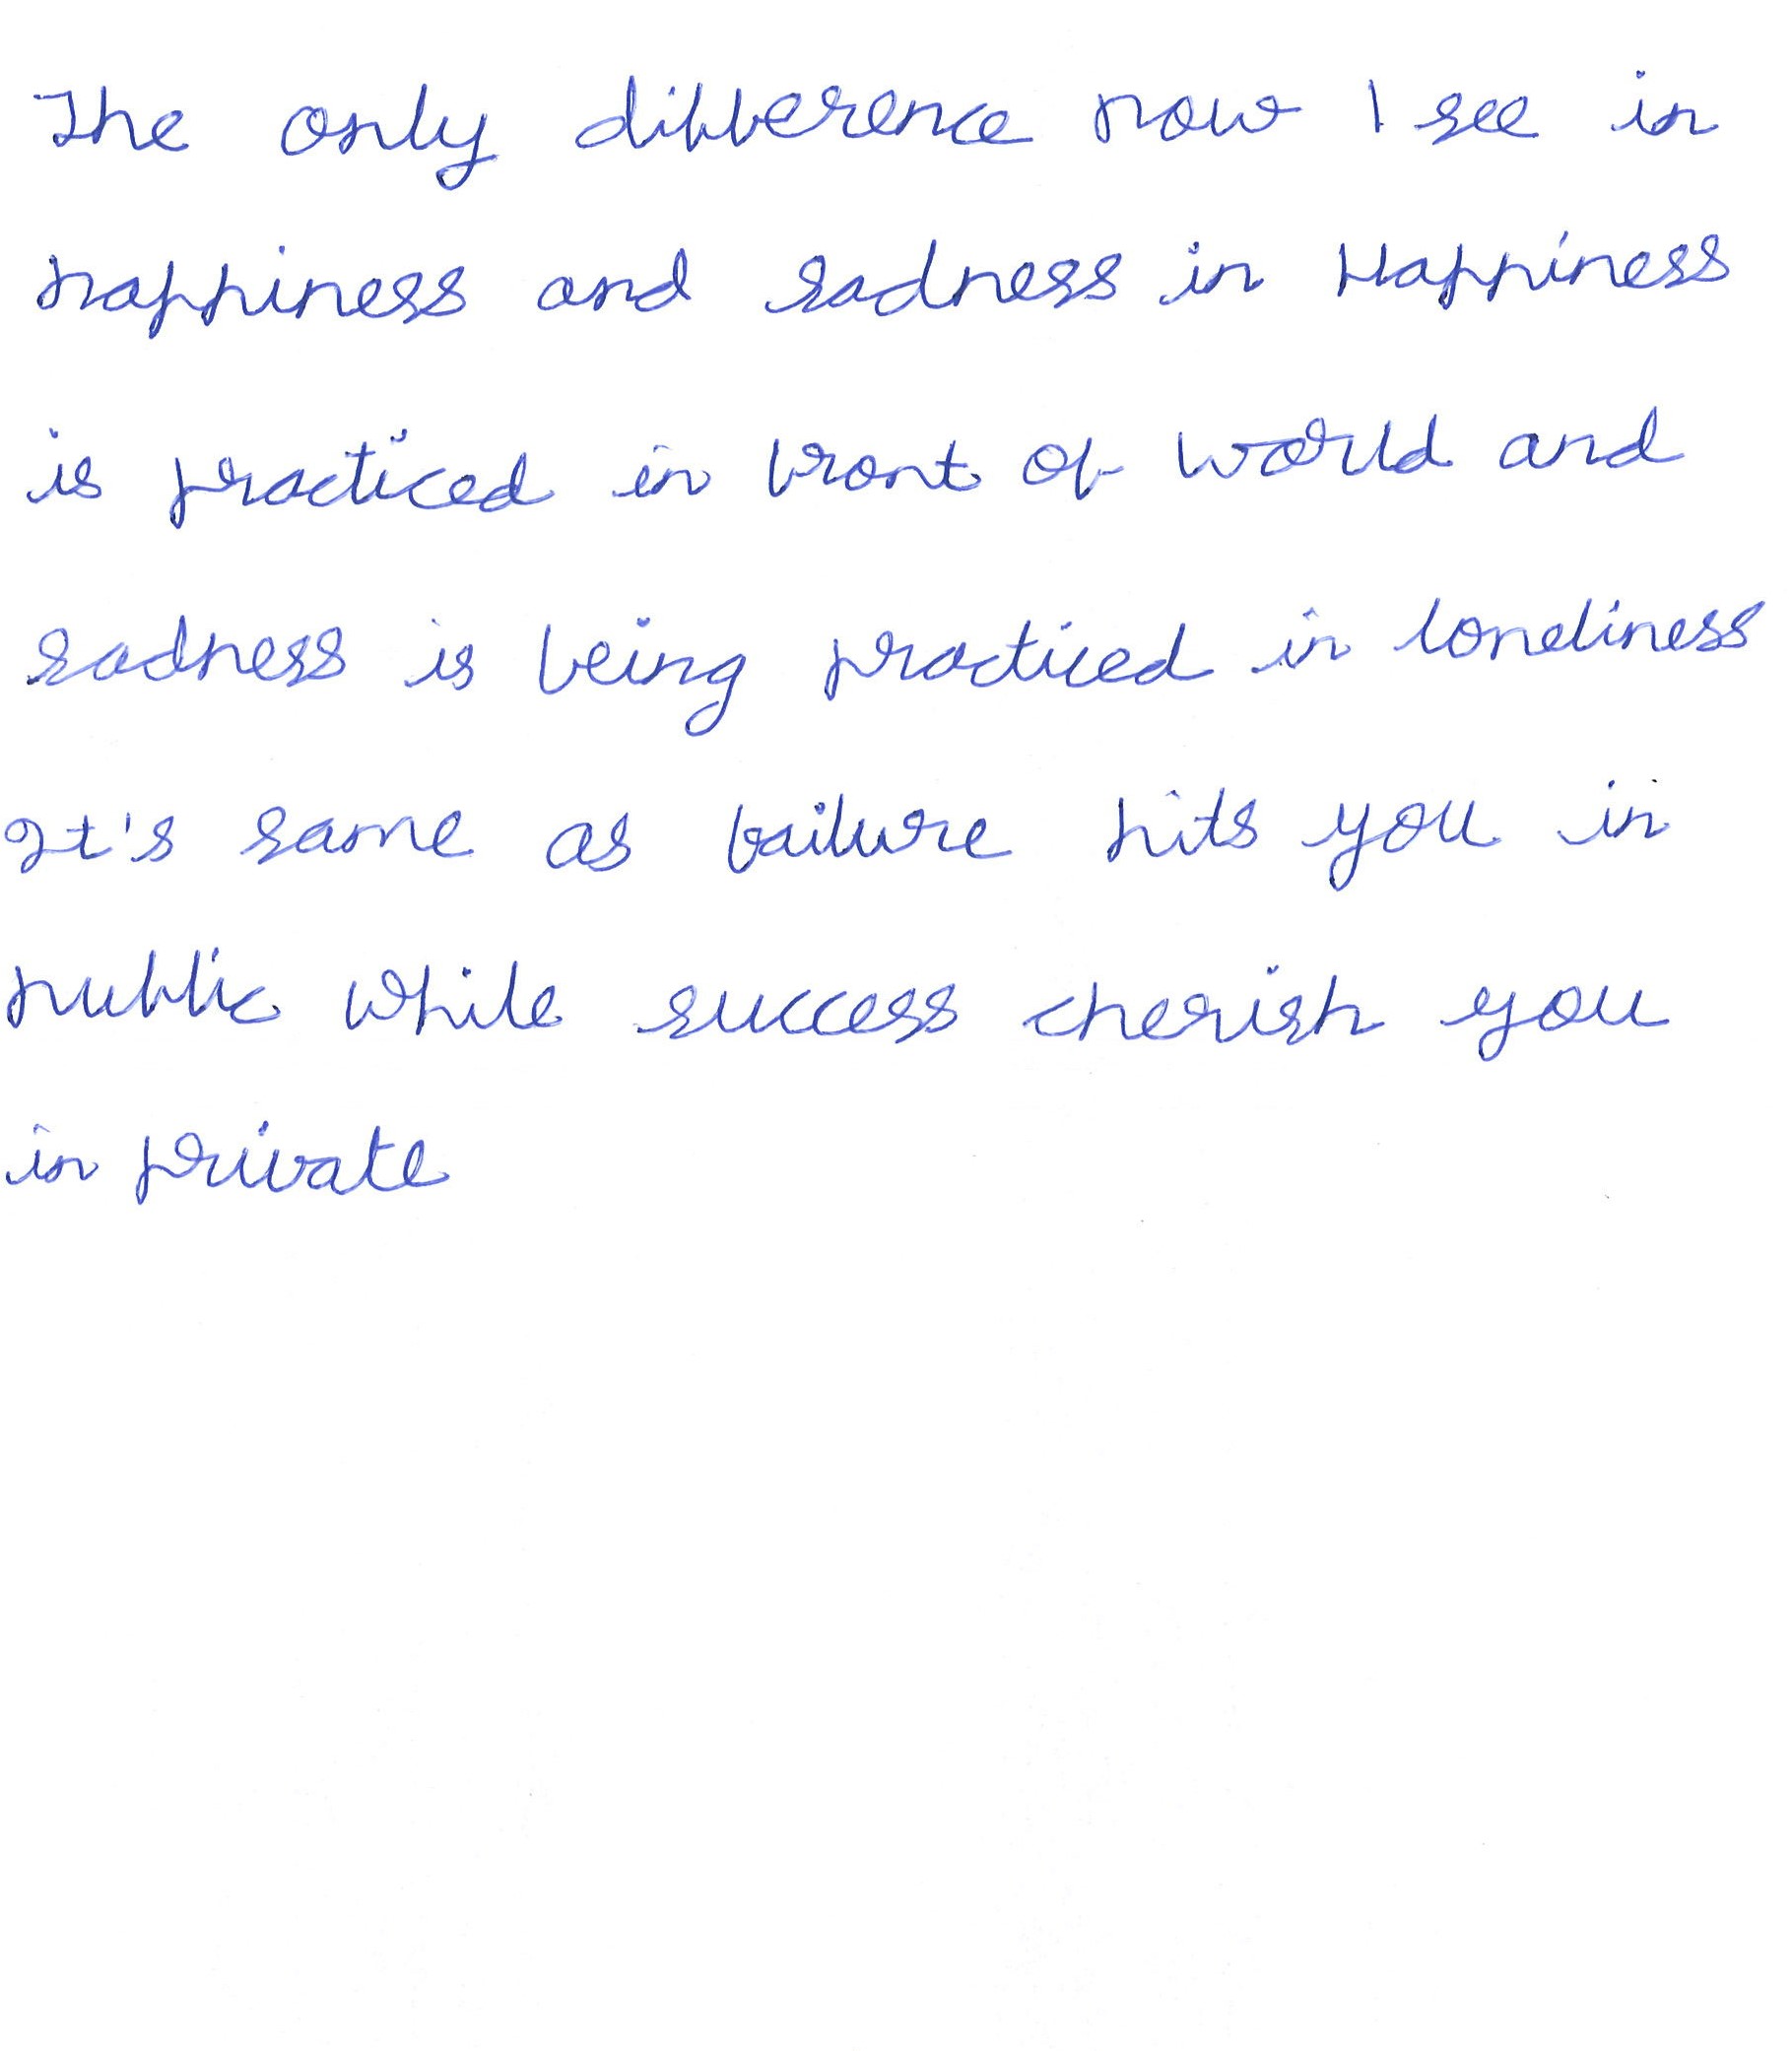 The only difference now I see in
happiness and sadness in Happiness
is practiced in front of world and
sadness is being practiced in loneliness
It's same as failure hits you in
public while success cherish you
in private